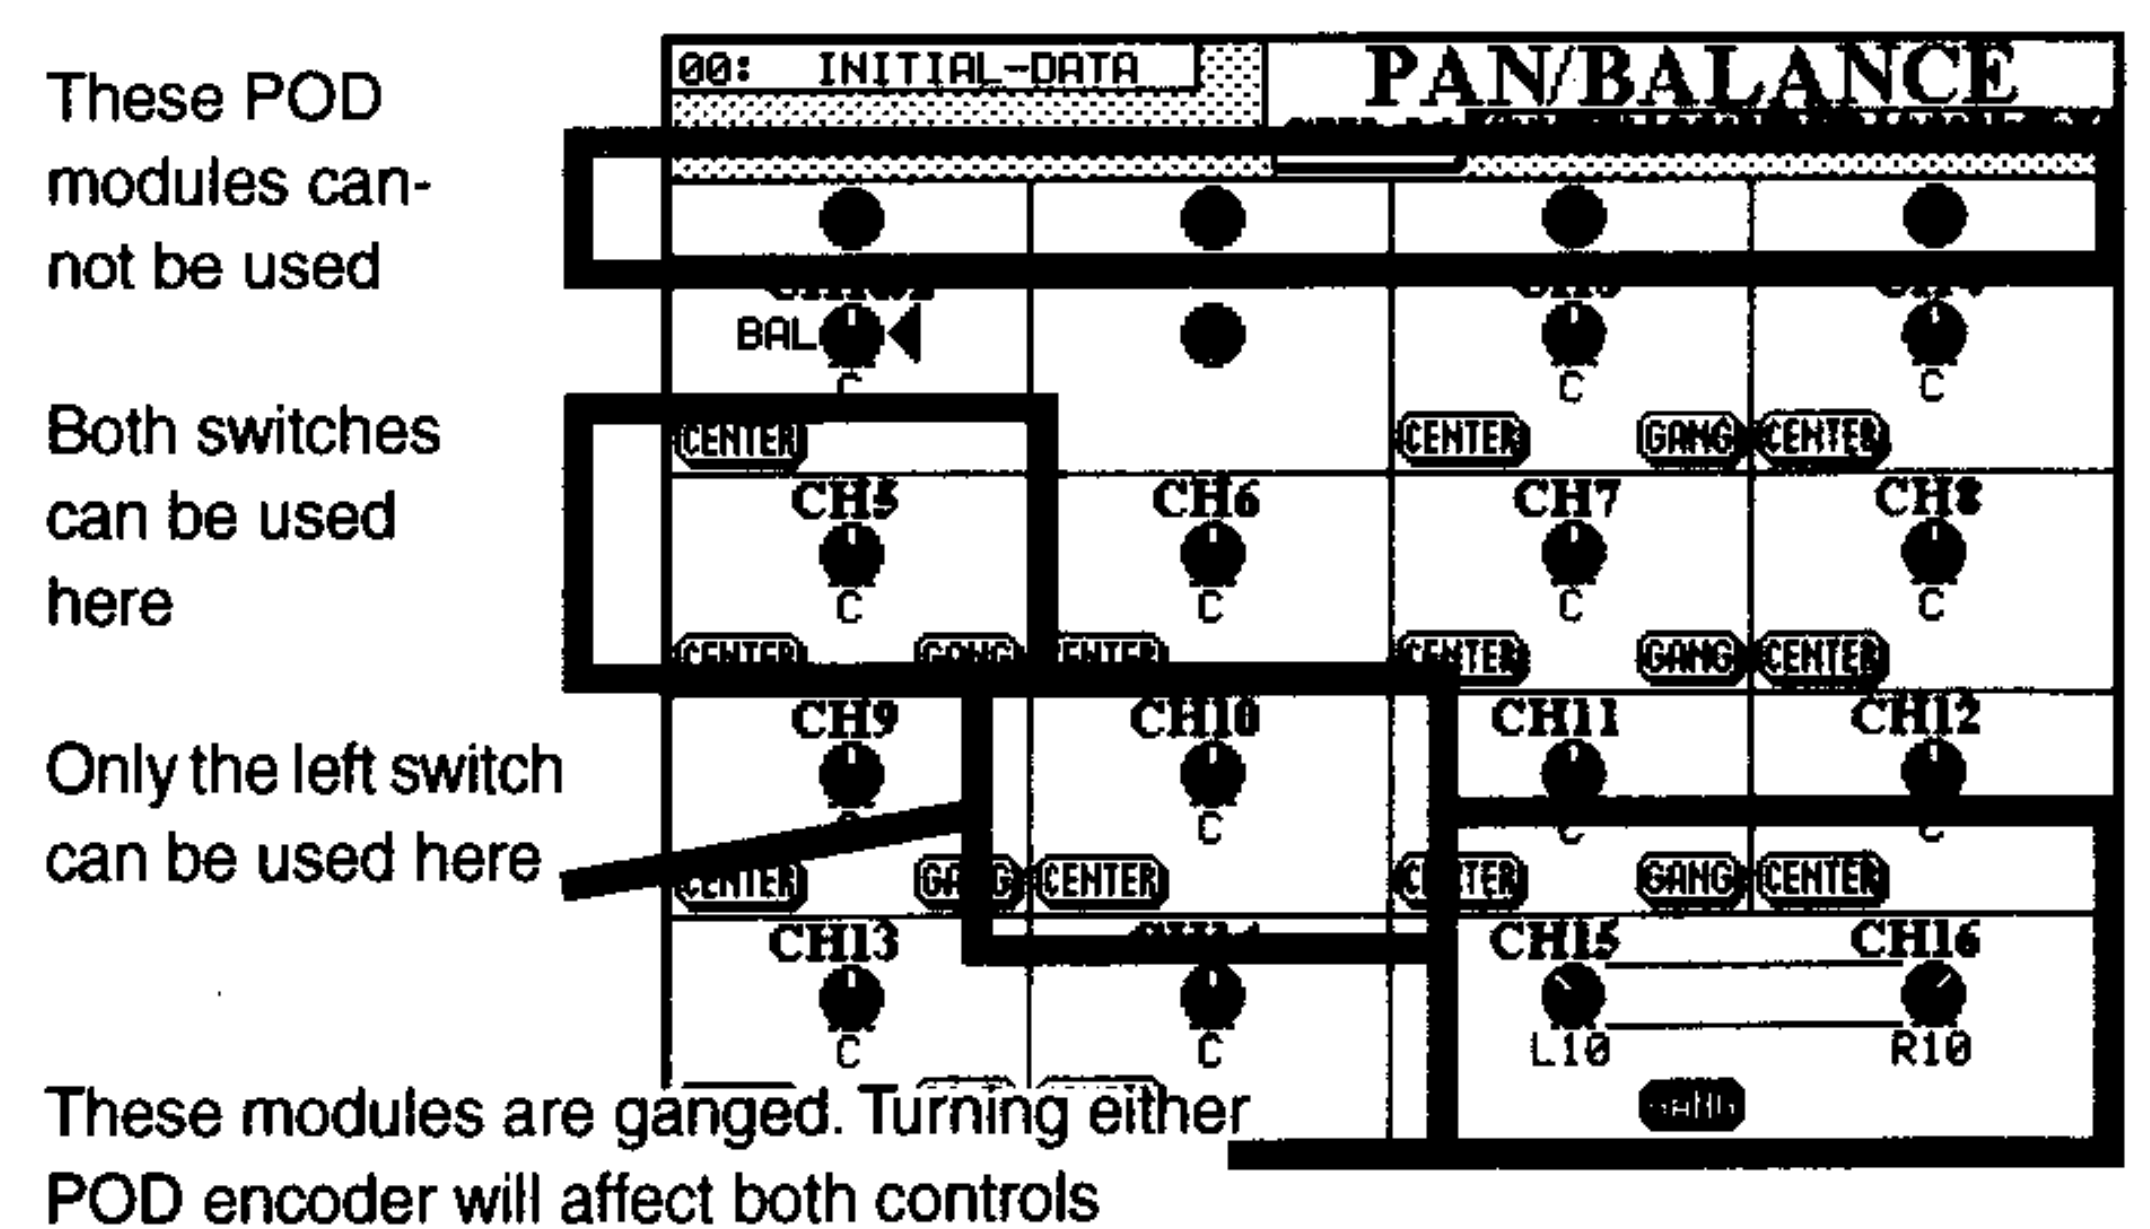 These POD
modules can-
not be used
Both switches
can be used
here
Only the left switch
can be used here
These modules are ganged. Turning either
POD encoder will affect both controls
00: INITIAL-DATA
PAN/BALANCE
BAL
C C C
CENTER CENTER GANG CENTER
CH5 CH6 CH7 CH8
C C C C
CENTER GANG CENTER CENTER GANG CENTER
CH9 CH10 CH11 CH12
C C C C
CENTER GANG CENTER CENTER GANG CENTER
CH13 CH15 CH16
C C L10 R10
GANG